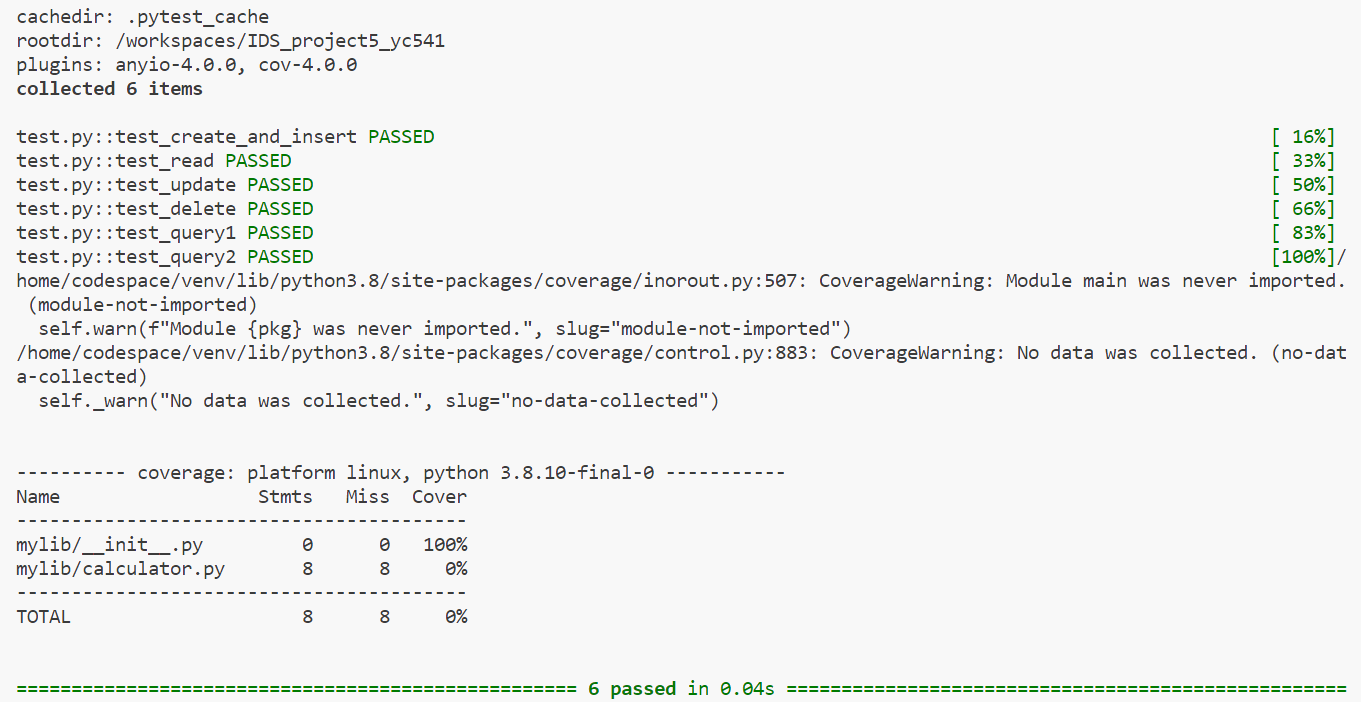 cachedir: .pytest_cache
rootdir: /workspaces/IDS_project5_yc541
plugins: anyio-4.0.0, cov-4.0.0
collected 6 items
test.py::test_create_and_insert PASSED [ 16%]
test.py::test_read PASSED [ 33%]
test.py::test_update PASSED [ 50%]
test.py::test_delete PASSED [ 66%]
test.py::test_query1 PASSED [ 83%]
test.py::test_query2 PASSED [100%]/
home/codespace/venv/lib/python3.8/site-packages/coverage/inorout.py:507: CoverageWarning: Module main was never imported.
(module-not-imported)
self.warn(f"Module {pkg} was never imported.", slug="module-not-imported")
/home/codespace/venv/lib/python3.8/site-packages/coverage/control.py:883: CoverageWarning: No data was collected. (no-dat
a-collected)
self._warn("No data was collected.", slug="no-data-collected")
---------- coverage: platform linux, python 3.8.10-final-0 -----------
Name Stmts Miss Cover
-----------------------------------------
mylib/__init__.py 0 0 100%
mylib/calculator.py 8 8 0%
-----------------------------------------
TOTAL 8 8 0%
=================================================== 6 passed in 0.04s ===================================================